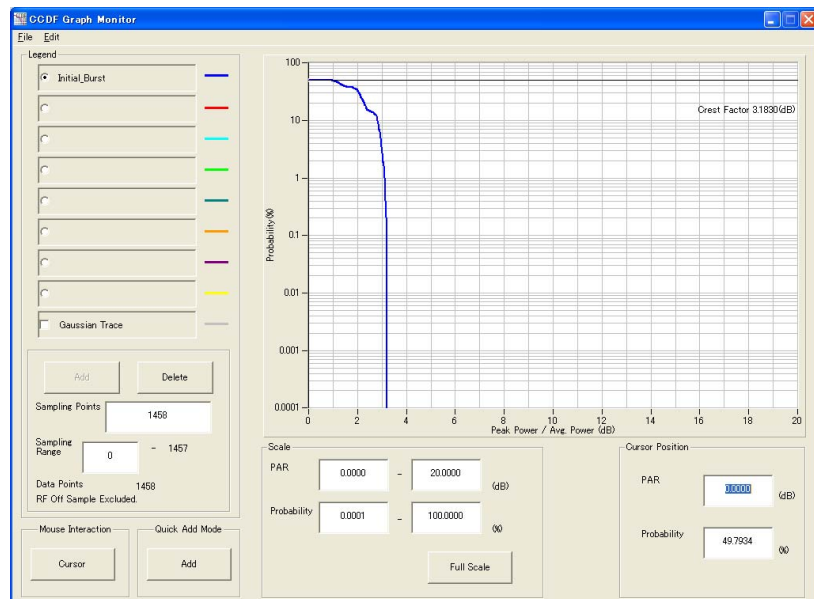 CCDF Graph Monitor
File Edit
Legend
Initial_Burst
Gaussian Trace
Add Delete
Sampling Points 1458
Sampling Range 0 - 1457
Data Points 1458
RF Off Sample Excluded.
Mouse Interaction
Cursor
Quick Add Mode
Add
100
10
1
0.1
0.01
0.001
0.0001
Probability(%)
Crest Factor 3.1830(dB)
0 2 4 6 8 10 12 14 16 18 20
Peak Power / Avg. Power (dB)
Scale
PAR 0.0000 - 20.0000 (dB)
Probability 0.0001 - 100.0000 (%)
Full Scale
Cursor Position
PAR 0.0000 (dB)
Probability 49.7934 (%)